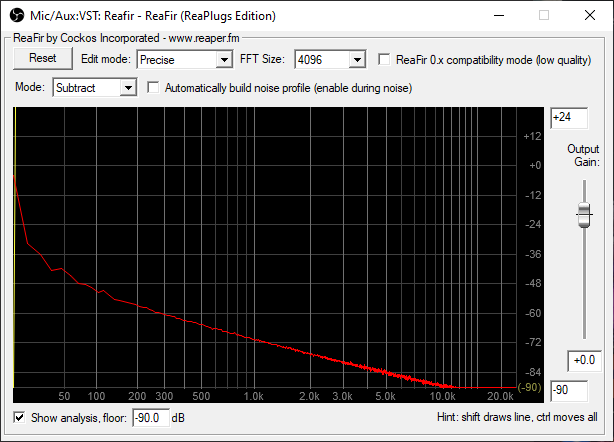 Mic/Aux:VST: Reafir - ReaFir (ReaPlugs Edition)
ReaFir by Cockos Incorporated - www.reaper.fm
Reset Edit mode: Precise FFT Size: 4096 ReaFir 0.x compatibility mode (low quality)
Mode: Subtract Automatically build noise profile (enable during noise)
+24
+12
Output
Gain:
+0
-0
-12
-24
-36
-48
-60
-72
-84
+0.0
(-90)
-90
50 100 200 300 500 1.0k 2.0k 3.0k 5.0k 10.0k 20.0k
Show analysis, floor: -90.0 dB Hint: shift draws line, ctrl moves all